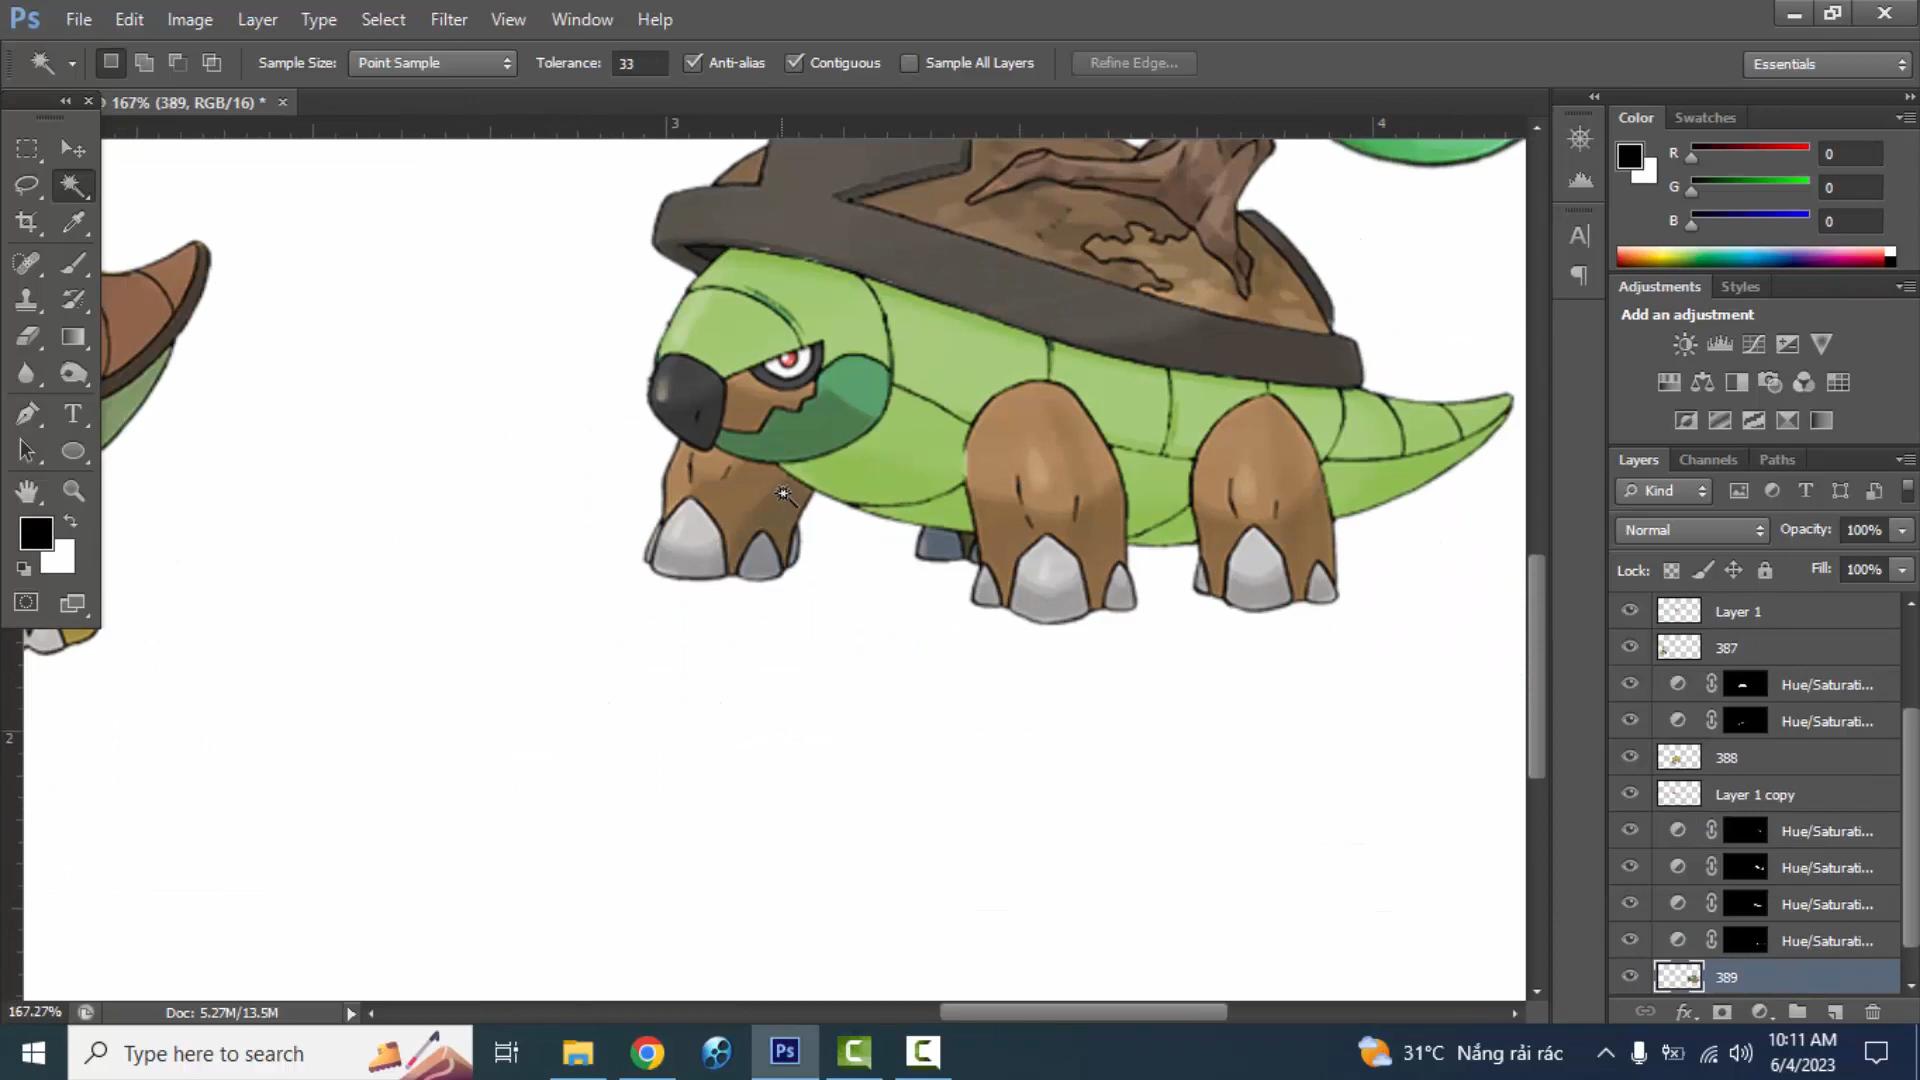 Ps File Edit Image Layer Type Select Filter View Window Help
Sample Size: Point Sample Tolerance: 33 Anti-alias Contiguous Sample All Layers Refine Edge... Essentials
167% (389, RGB/16) *
3 4
2
Color Swatches
R 0
G 0
B 0
Adjustments Styles
Add an adjustment
Layers Channels Paths
Kind
Normal Opacity: 100%
Lock: Fill: 100%
Layer 1
387
Hue/Saturati...
Hue/Saturati...
388
Layer 1 copy
Hue/Saturati...
Hue/Saturati...
Hue/Saturati...
Hue/Saturati...
389
167.27% Doc: 5.27M/13.5M
Type here to search
Ps
31°C Nắng rải rác
10:11 AM
6/4/2023